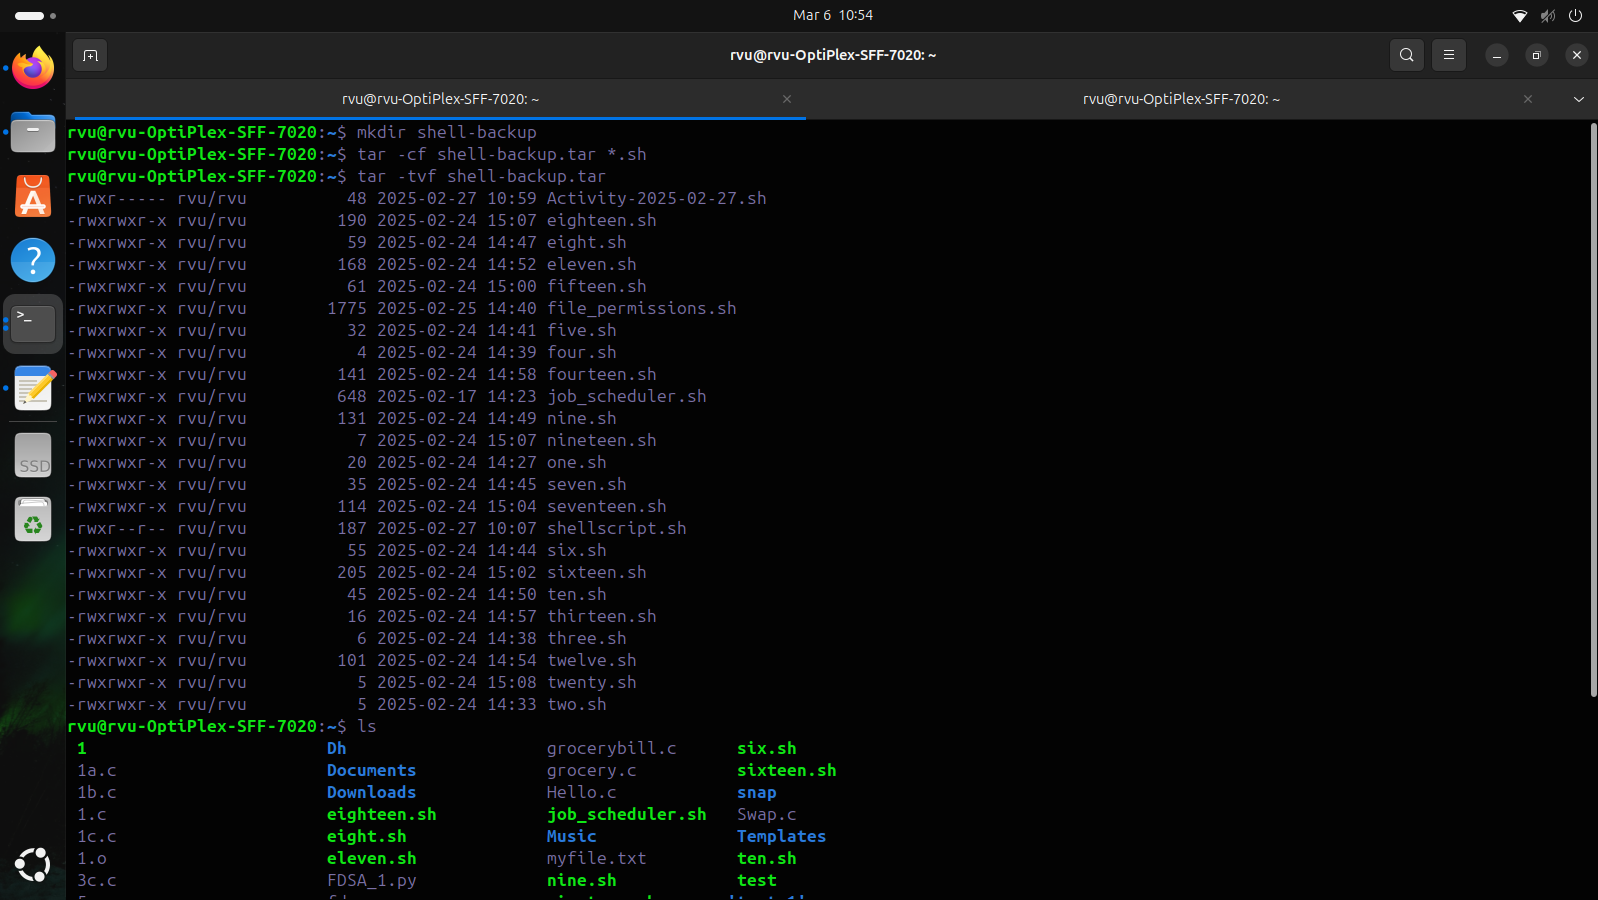 Mar 6 10:54
rvu@rvu-OptiPlex-SFF-7020: ~
rvu@rvu-OptiPlex-SFF-7020: ~
rvu@rvu-OptiPlex-SFF-7020: ~
rvu@rvu-OptiPlex-SFF-7020:~$ mkdir shell-backup
rvu@rvu-OptiPlex-SFF-7020:~$ tar -cf shell-backup.tar *.sh
rvu@rvu-OptiPlex-SFF-7020:~$ tar -tvf shell-backup.tar
-rwxr----- rvu/rvu 48 2025-02-27 10:59 Activity-2025-02-27.sh
-rwxrwxr-x rvu/rvu 190 2025-02-24 15:07 eighteen.sh
-rwxrwxr-x rvu/rvu 59 2025-02-24 14:47 eight.sh
-rwxrwxr-x rvu/rvu 168 2025-02-24 14:52 eleven.sh
-rwxrwxr-x rvu/rvu 61 2025-02-24 15:00 fifteen.sh
-rwxrwxr-x rvu/rvu 1775 2025-02-25 14:40 file_permissions.sh
-rwxrwxr-x rvu/rvu 32 2025-02-24 14:41 five.sh
-rwxrwxr-x rvu/rvu 4 2025-02-24 14:39 four.sh
-rwxrwxr-x rvu/rvu 141 2025-02-24 14:58 fourteen.sh
-rwxrwxr-x rvu/rvu 648 2025-02-17 14:23 job_scheduler.sh
-rwxrwxr-x rvu/rvu 131 2025-02-24 14:49 nine.sh
-rwxrwxr-x rvu/rvu 7 2025-02-24 15:07 nineteen.sh
-rwxrwxr-x rvu/rvu 20 2025-02-24 14:27 one.sh
-rwxrwxr-x rvu/rvu 35 2025-02-24 14:45 seven.sh
-rwxrwxr-x rvu/rvu 114 2025-02-24 15:04 seventeen.sh
-rwxr--r-- rvu/rvu 187 2025-02-27 10:07 shellscript.sh
-rwxrwxr-x rvu/rvu 55 2025-02-24 14:44 six.sh
-rwxrwxr-x rvu/rvu 205 2025-02-24 15:02 sixteen.sh
-rwxrwxr-x rvu/rvu 45 2025-02-24 14:50 ten.sh
-rwxrwxr-x rvu/rvu 16 2025-02-24 14:57 thirteen.sh
-rwxrwxr-x rvu/rvu 6 2025-02-24 14:38 three.sh
-rwxrwxr-x rvu/rvu 101 2025-02-24 14:54 twelve.sh
-rwxrwxr-x rvu/rvu 5 2025-02-24 15:08 twenty.sh
-rwxrwxr-x rvu/rvu 5 2025-02-24 14:33 two.sh
rvu@rvu-OptiPlex-SFF-7020:~$ ls
1 Dh grocerybill.c six.sh
1a.c Documents grocery.c sixteen.sh
1b.c Downloads Hello.c snap
1.c eighteen.sh job_scheduler.sh Swap.c
1c.c eight.sh Music Templates
1.o eleven.sh myfile.txt ten.sh
3c.c FDSA_1.py nine.sh test
SSD